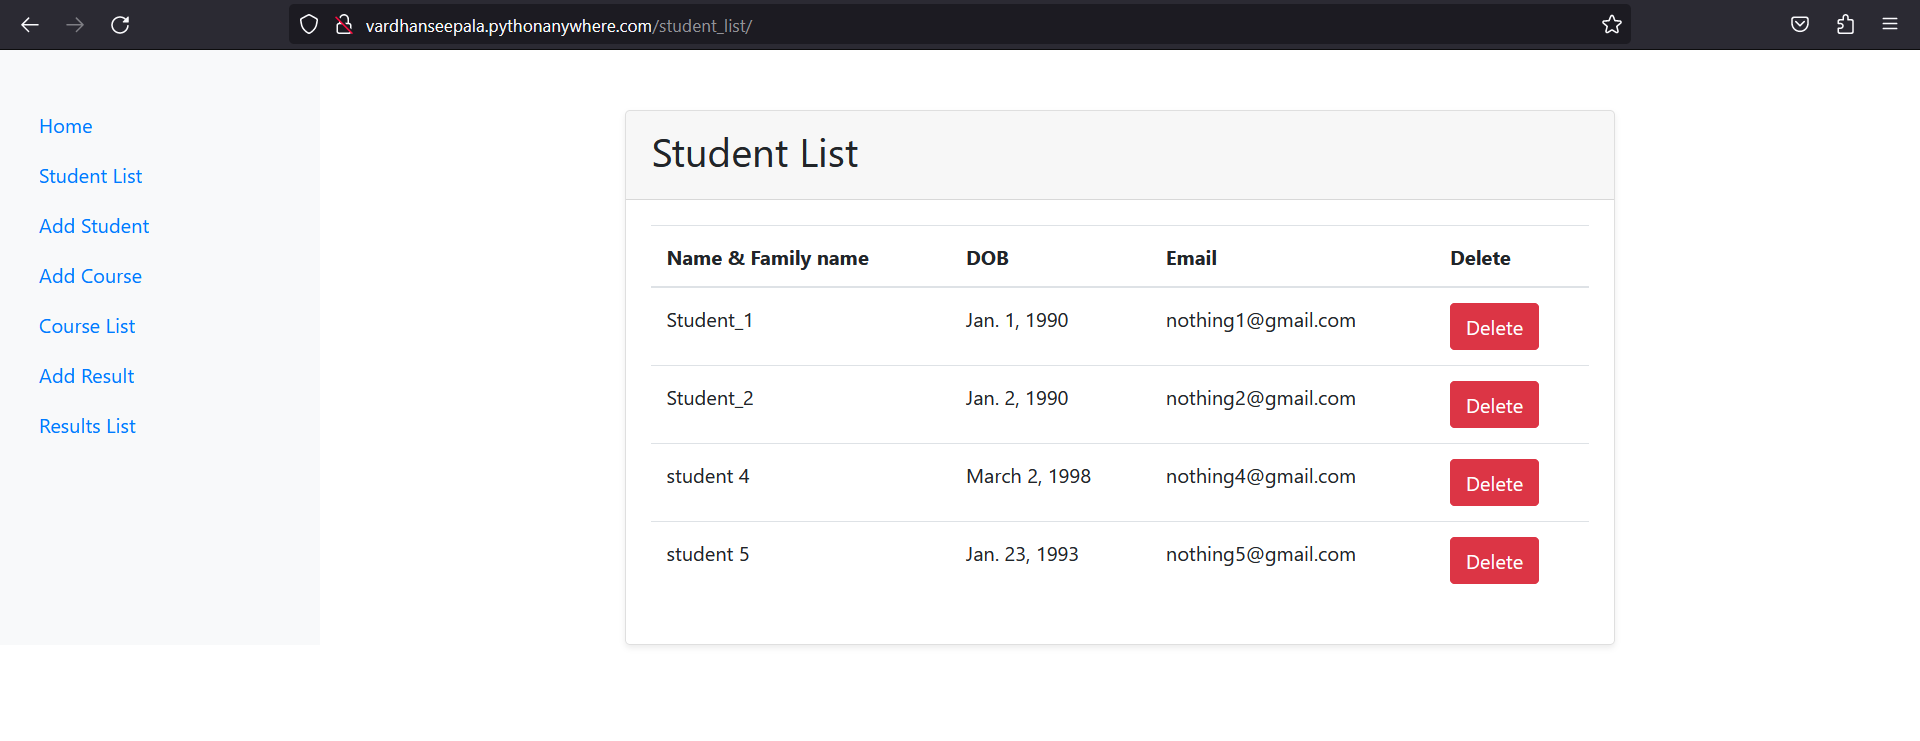 vardhanseepala.pythonanywhere.com/student_list/
Home
Student List
Add Student
Add Course
Course List
Add Result
Results List
Student List
Name & Family name DOB Email Delete
Student_1 Jan. 1, 1990 nothing1@gmail.com Delete
Student_2 Jan. 2, 1990 nothing2@gmail.com Delete
student 4 March 2, 1998 nothing4@gmail.com Delete
student 5 Jan. 23, 1993 nothing5@gmail.com Delete